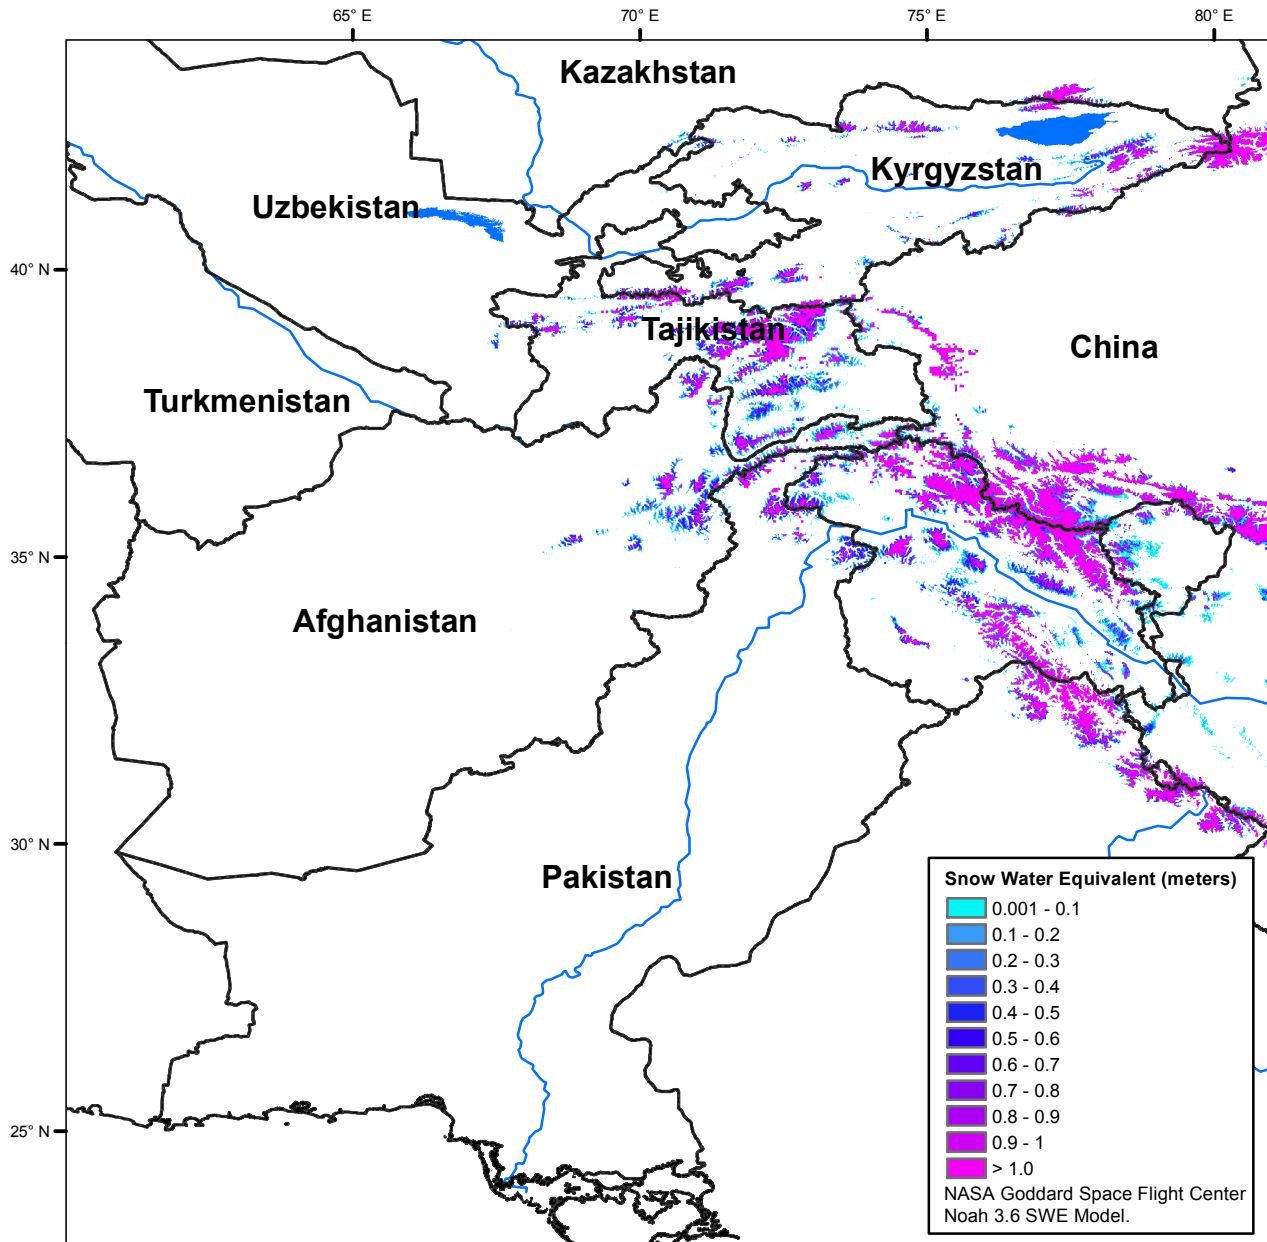 65° E
70° E
75° E
80° E
Kazakhstan
Kyrgyzstan
Uzbekistan
40° N
Tajikistan
China
Turkmenistan
35° N
Afghanistan
30° N
Pakistan
25° N
Snow Water Equivalent (meters)
0.001 - 0.1
0.1 - 0.2
0.2 - 0.3
0.3 - 0.4
0.4 - 0.5
0.5 - 0.6
0.6 - 0.7
0.7 - 0.8
0.8 - 0.9
0.9 - 1
> 1.0
NASA Goddard Space Flight Center
Noah 3.6 SWE Model.